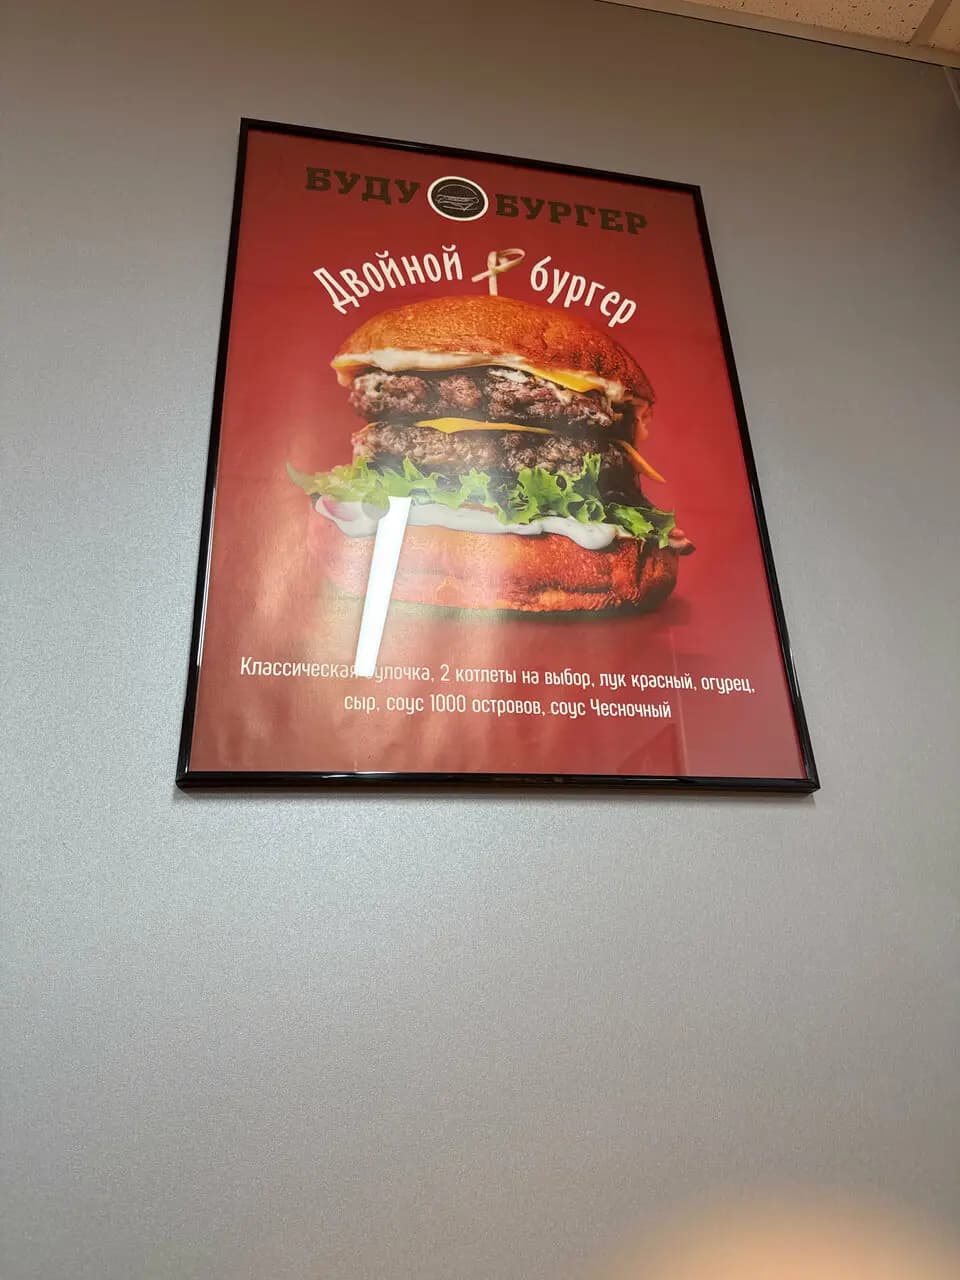 БУДУ БУРГЕР
Двойной бургер
Классическая булочка, 2 котлеты на выбор, лук красный, огурец,
сыр, соус 1000 островов, соус Чесночный